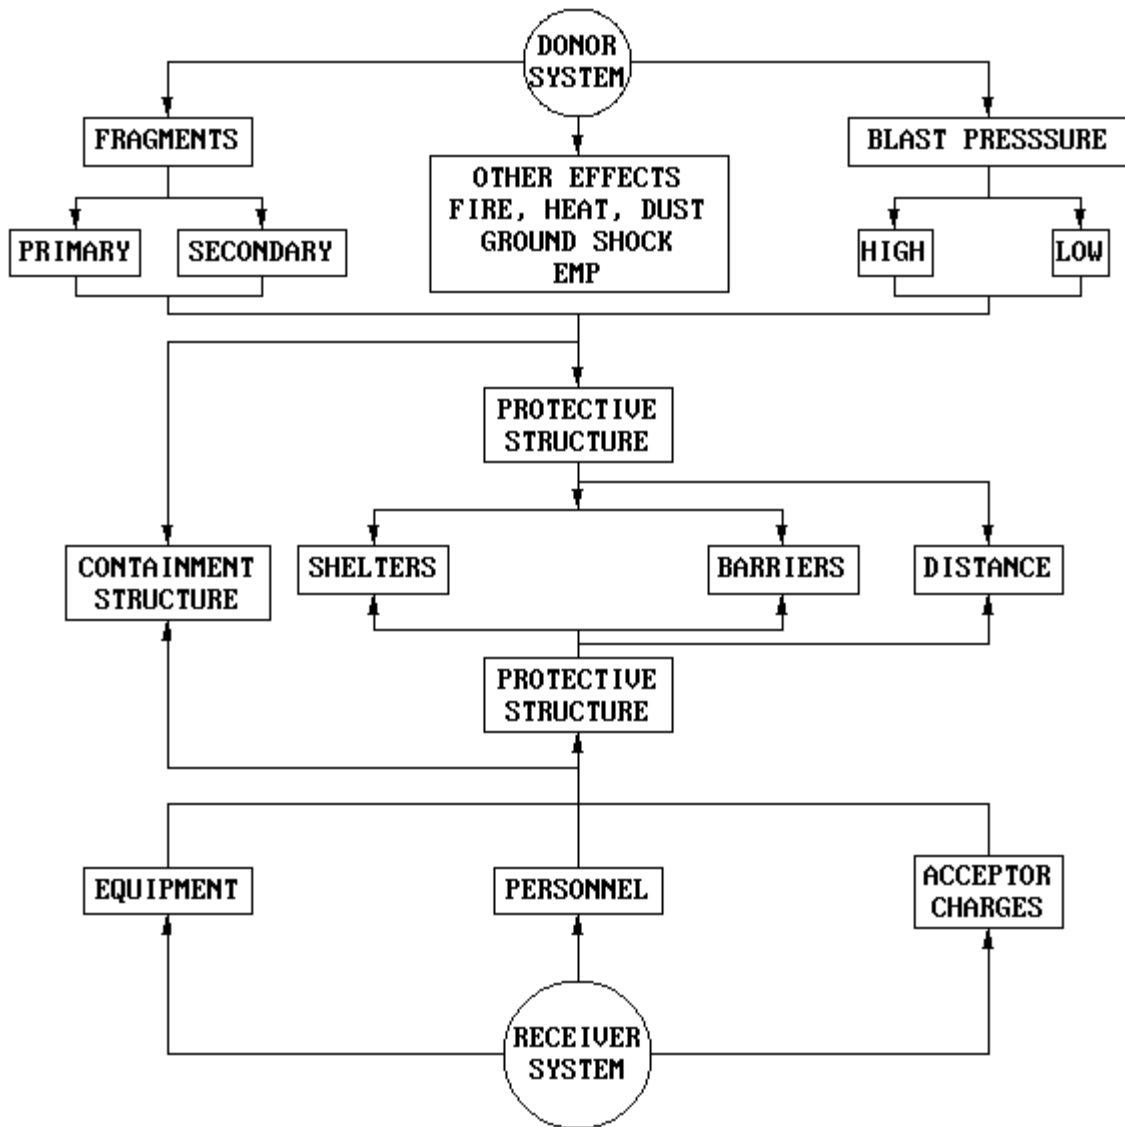 DONOR
SYSTEM
FRAGMENTS
BLAST PRESSSURE
OTHER EFFECTS
FIRE, HEAT, DUST
GROUND SHOCK
EMP
PRIMARY
SECONDARY
HIGH
LOW
PROTECTIVE
STRUCTURE
CONTAINMENT
STRUCTURE
SHELTERS
BARRIERS
DISTANCE
PROTECTIVE
STRUCTURE
EQUIPMENT
PERSONNEL
ACCEPTOR
CHARGES
RECEIVER
SYSTEM